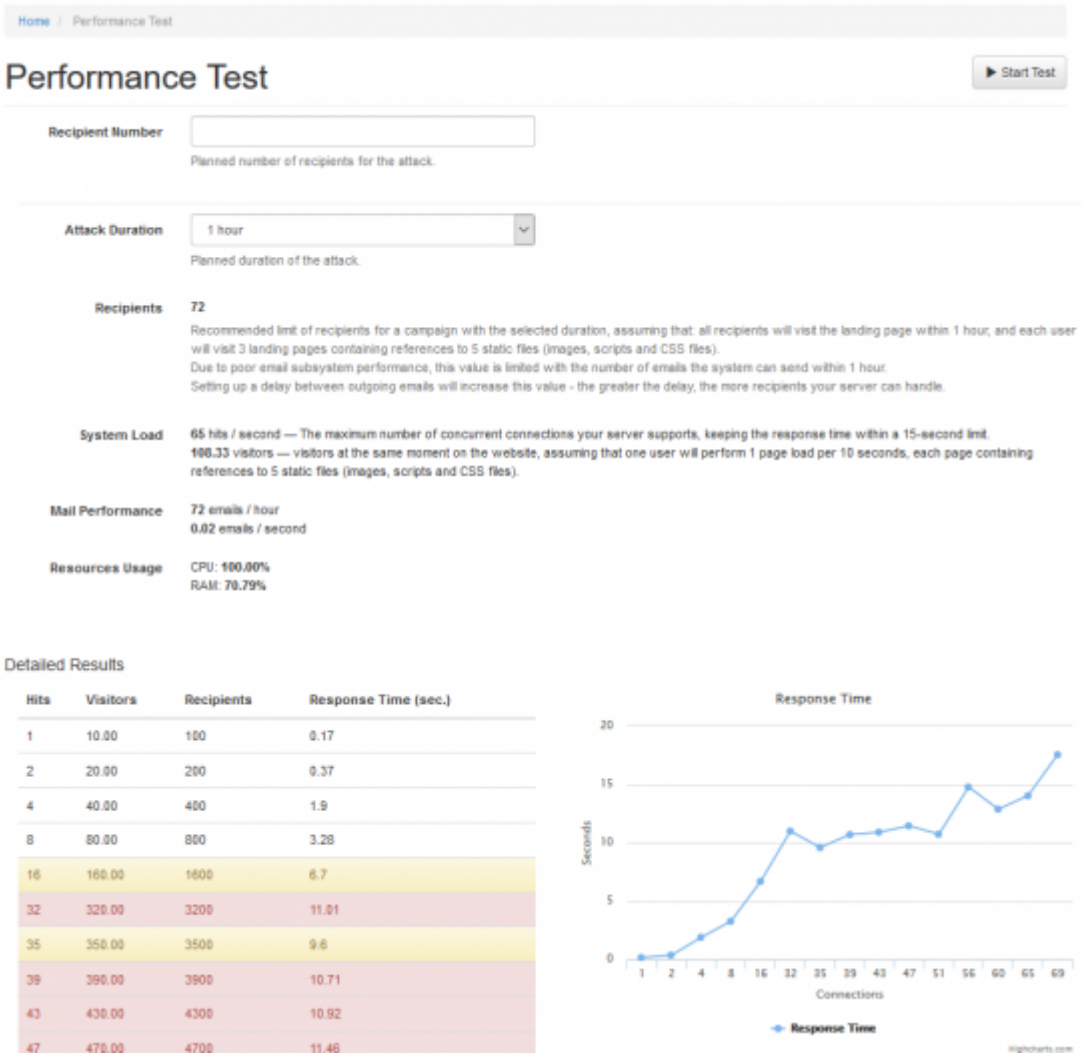 Home / Performance Test
Performance Test
Start Test
Recipient Number
Planned number of recipients for the attack.
Attack Duration
1 hour
Planned duration of the attack.
Recipients
72
Recommended limit of recipients for a campaign with the selected duration, assuming that: all recipients will visit the landing page within 1 hour, and each user
will visit 3 landing pages containing references to 5 static files (images, scripts and CSS files).
Due to poor email subsystem performance, this value is limited with the number of emails the system can send within 1 hour.
Setting up a delay between outgoing emails will increase this value - the greater the delay, the more recipients your server can handle.
System Load
65 hits / second — The maximum number of concurrent connections your server supports, keeping the response time within a 15-second limit.
108.33 visitors — visitors at the same moment on the website, assuming that one user will perform 1 page load per 10 seconds, each page containing
references to 5 static files (images, scripts and CSS files).
Mail Performance
72 emails / hour
0.02 emails / second
Resources Usage
CPU: 100.00%
RAM: 70.79%
Detailed Results
Hits Visitors Recipients Response Time (sec.)
1 10.00 100 0.17
2 20.00 200 0.37
4 40.00 400 1.9
8 80.00 800 3.28
16 160.00 1600 6.7
32 320.00 3200 11.01
35 350.00 3500 9.6
39 390.00 3900 10.71
43 430.00 4300 10.92
47 470.00 4700 11.46
Response Time
20
15
10
5
0
Seconds
1 2 4 8 16 32 35 39 43 47 51 56 60 65 69
Connections
Response Time
Highcharts.com